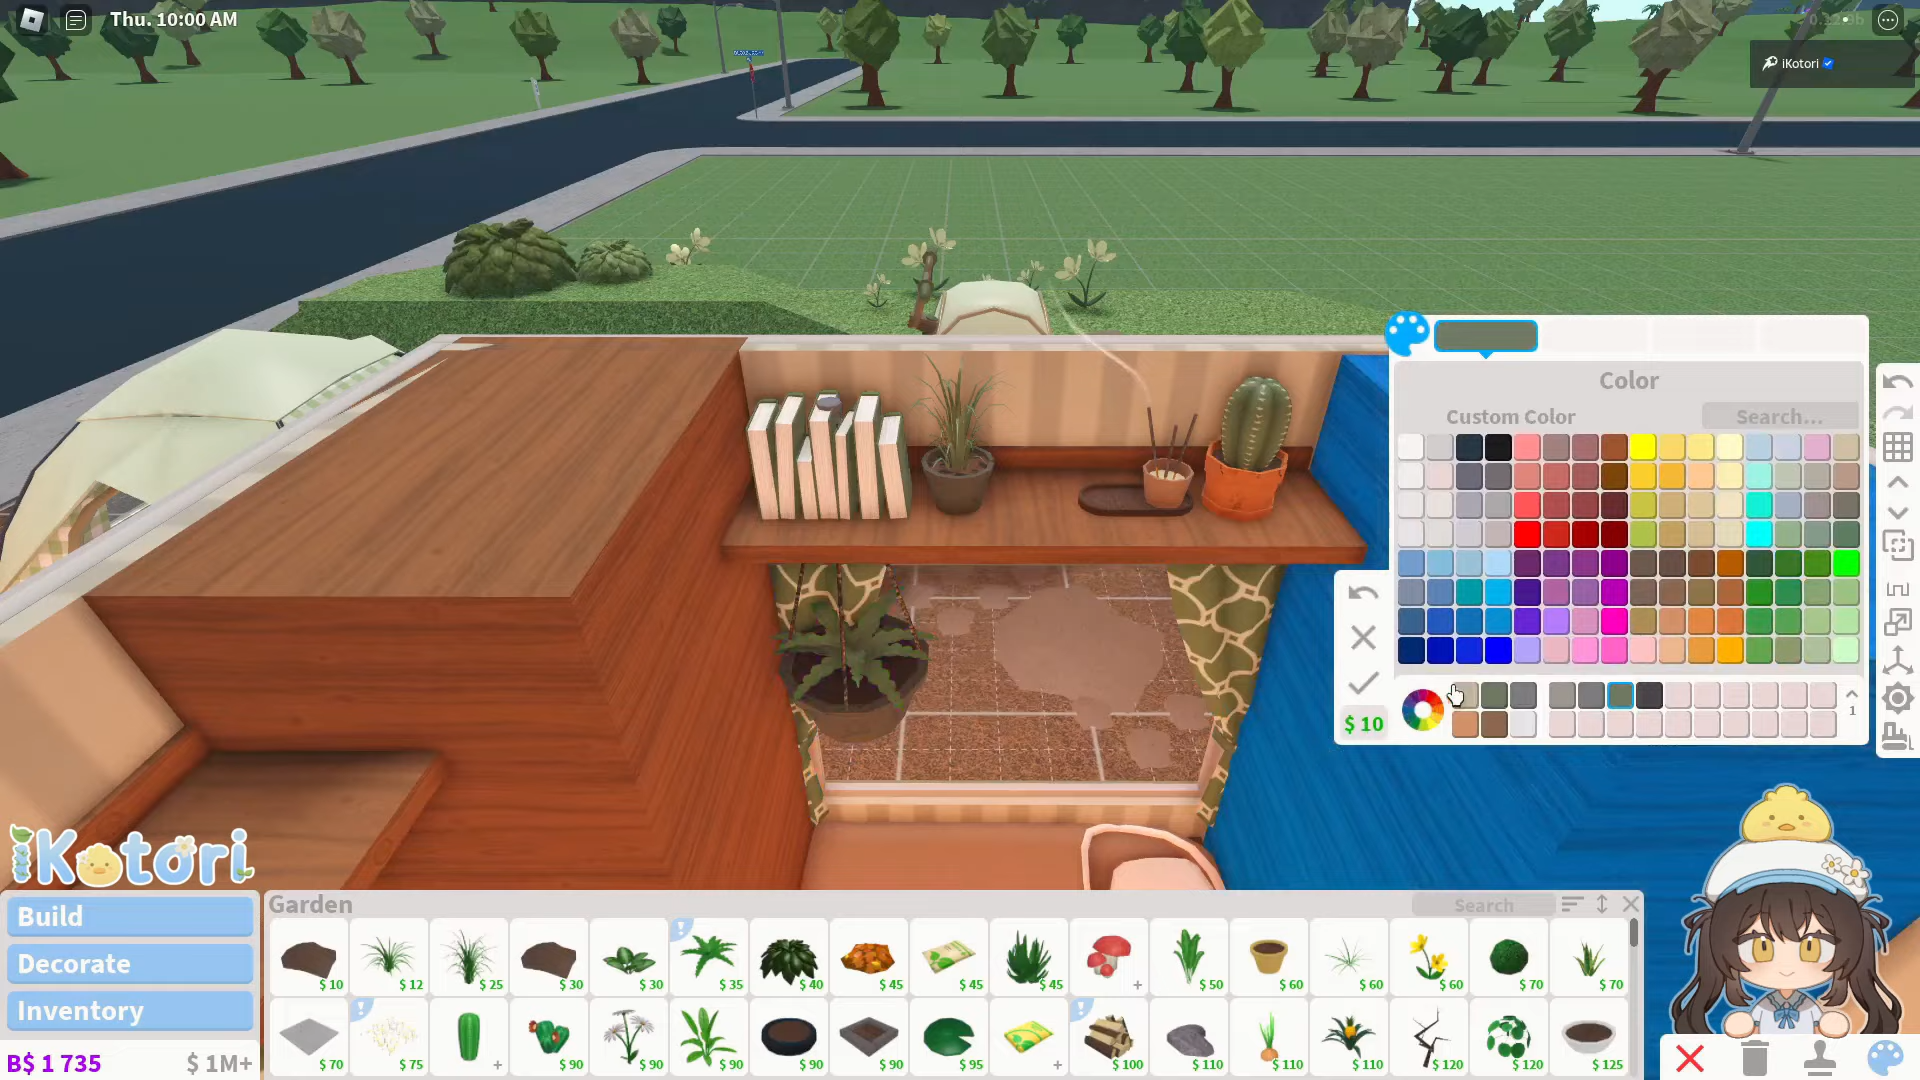 Thu. 10:00 AM
iKotori
Color
Custom Color
Search...
$ 10
1
iKotori
Build
Decorate
Inventory
B$ 1 735
$ 1M+
Garden
Search
$ 10
$ 12
$ 25
$ 30
$ 30
$ 35
$ 40
$ 45
$ 45
$ 45
+
$ 50
$ 60
$ 60
$ 60
$ 70
$ 70
$ 70
$ 75
+
$ 90
$ 90
$ 90
$ 90
$ 90
$ 95
+
$ 100
$ 110
$ 110
$ 110
$ 120
$ 120
$ 125